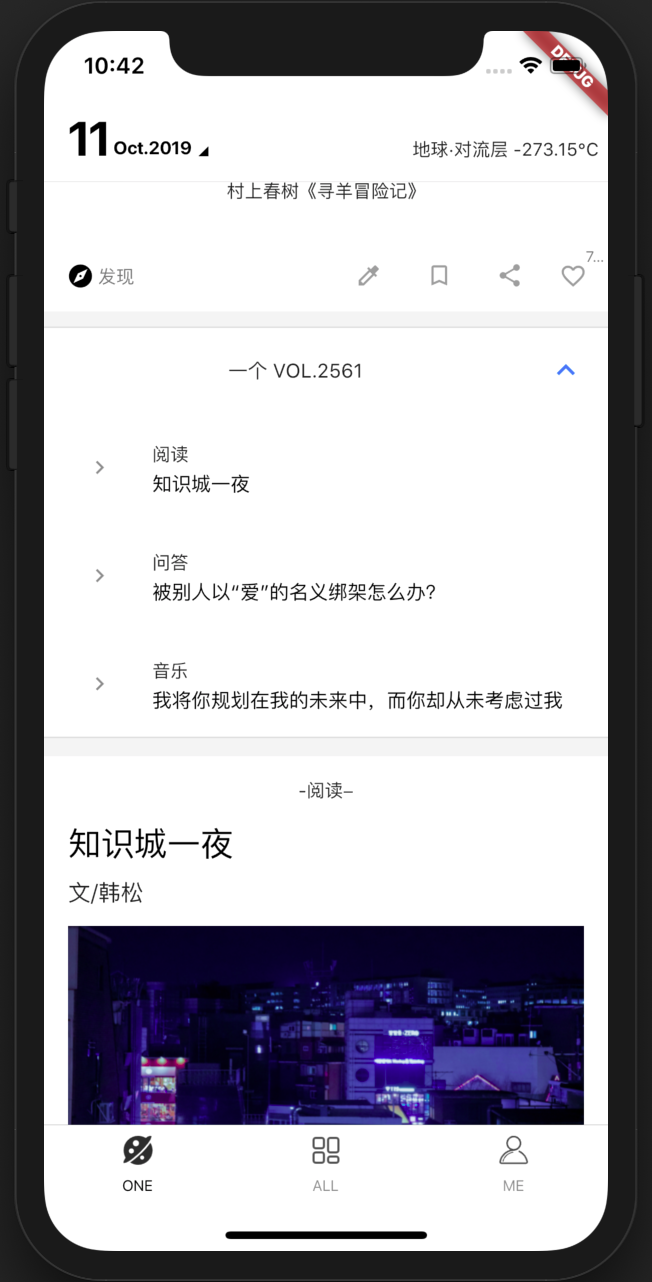 10:42
DEBUG
11 Oct.2019
地球·对流层 -273.15°C
村上春树《寻羊冒险记》
发现
7...
一个 VOL.2561
阅读
知识城一夜
问答
被别人以“爱”的名义绑架怎么办?
音乐
我将你规划在我的未来中，而你却从未考虑过我
-阅读–
知识城一夜
文/韩松
ONE
ALL
ME